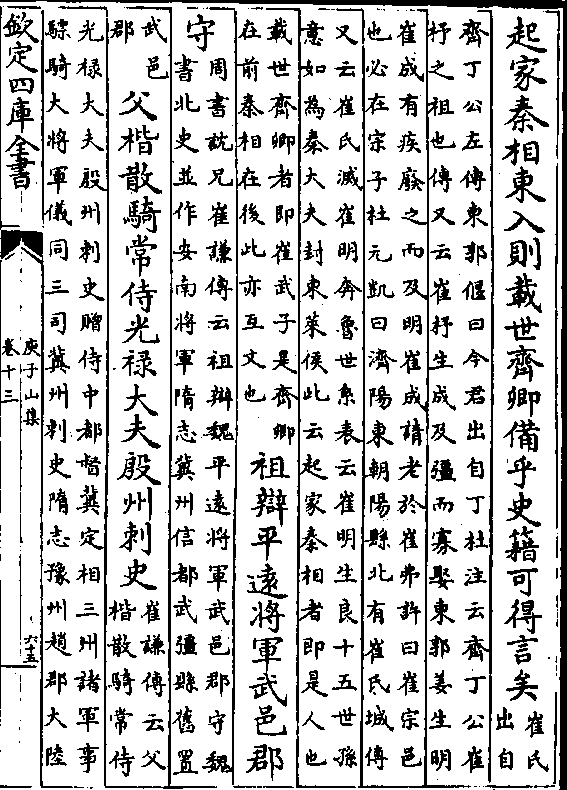 起家秦相東入則載世齊卿備乎史籍可得言矣
崔氏
出自
齊丁公左傳東郭偃曰今君出自丁杜注云齊丁公崔
杼之祖也傳又云崔杼生成及彊而寡娶東郭姜生明
崔成有疾廢之而及明崔成請老於崔弗許曰崔宗邑
也必在宗子杜元凱曰濟陽東朝陽縣北有崔氏城傳
又云崔氏滅崔明奔魯世系表云崔明生良十五世孫
意如為秦大夫封東萊侯此云起家秦相者即是人也
載世齊卿者即崔武子是齊卿
在前秦相在後此亦互文也
祖辯平遠將軍武邑郡
守
周書說兄崔謙傳云祖辯魏平遠將軍武邑郡守魏
書北史並作安南將軍隋志冀州信都武彊縣舊置
武邑
郡
父楷散騎常侍光禄大夫殷州刺史
崔謙傳云父
楷散騎常侍
光禄大夫殷州刺史贈侍中都督冀定相三州諸軍事
驃騎大將軍儀同三司冀州刺史隋志豫州趙郡大陸
欽定四庫全書
庾子山集
卷十三
六十五